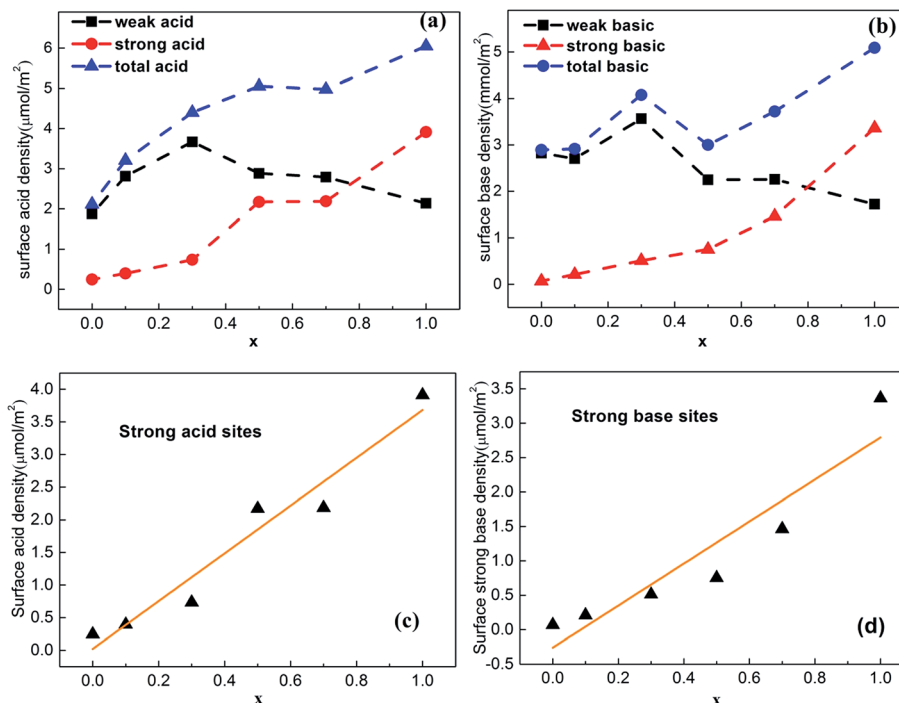 (a)
weak acid
strong acid
total acid
surface acid density(μmol/m²)
6
5
4
3
2
1
0
0.0 0.2 0.4 0.6 0.8 1.0
x
(b)
weak basic
strong basic
total basic
surface base density(mmol/m²)
5
4
3
2
1
0
0.0 0.2 0.4 0.6 0.8 1.0
x
Strong acid sites
Surface acid density(μmol/m²)
4.0
3.5
3.0
2.5
2.0
1.5
1.0
0.5
0.0
(c)
0.0 0.2 0.4 0.6 0.8 1.0
x
Strong base sites
Surface strong base density(μmol/m²)
3.5
3.0
2.5
2.0
1.5
1.0
0.5
0.0
-0.5
(d)
0.0 0.2 0.4 0.6 0.8 1.0
x